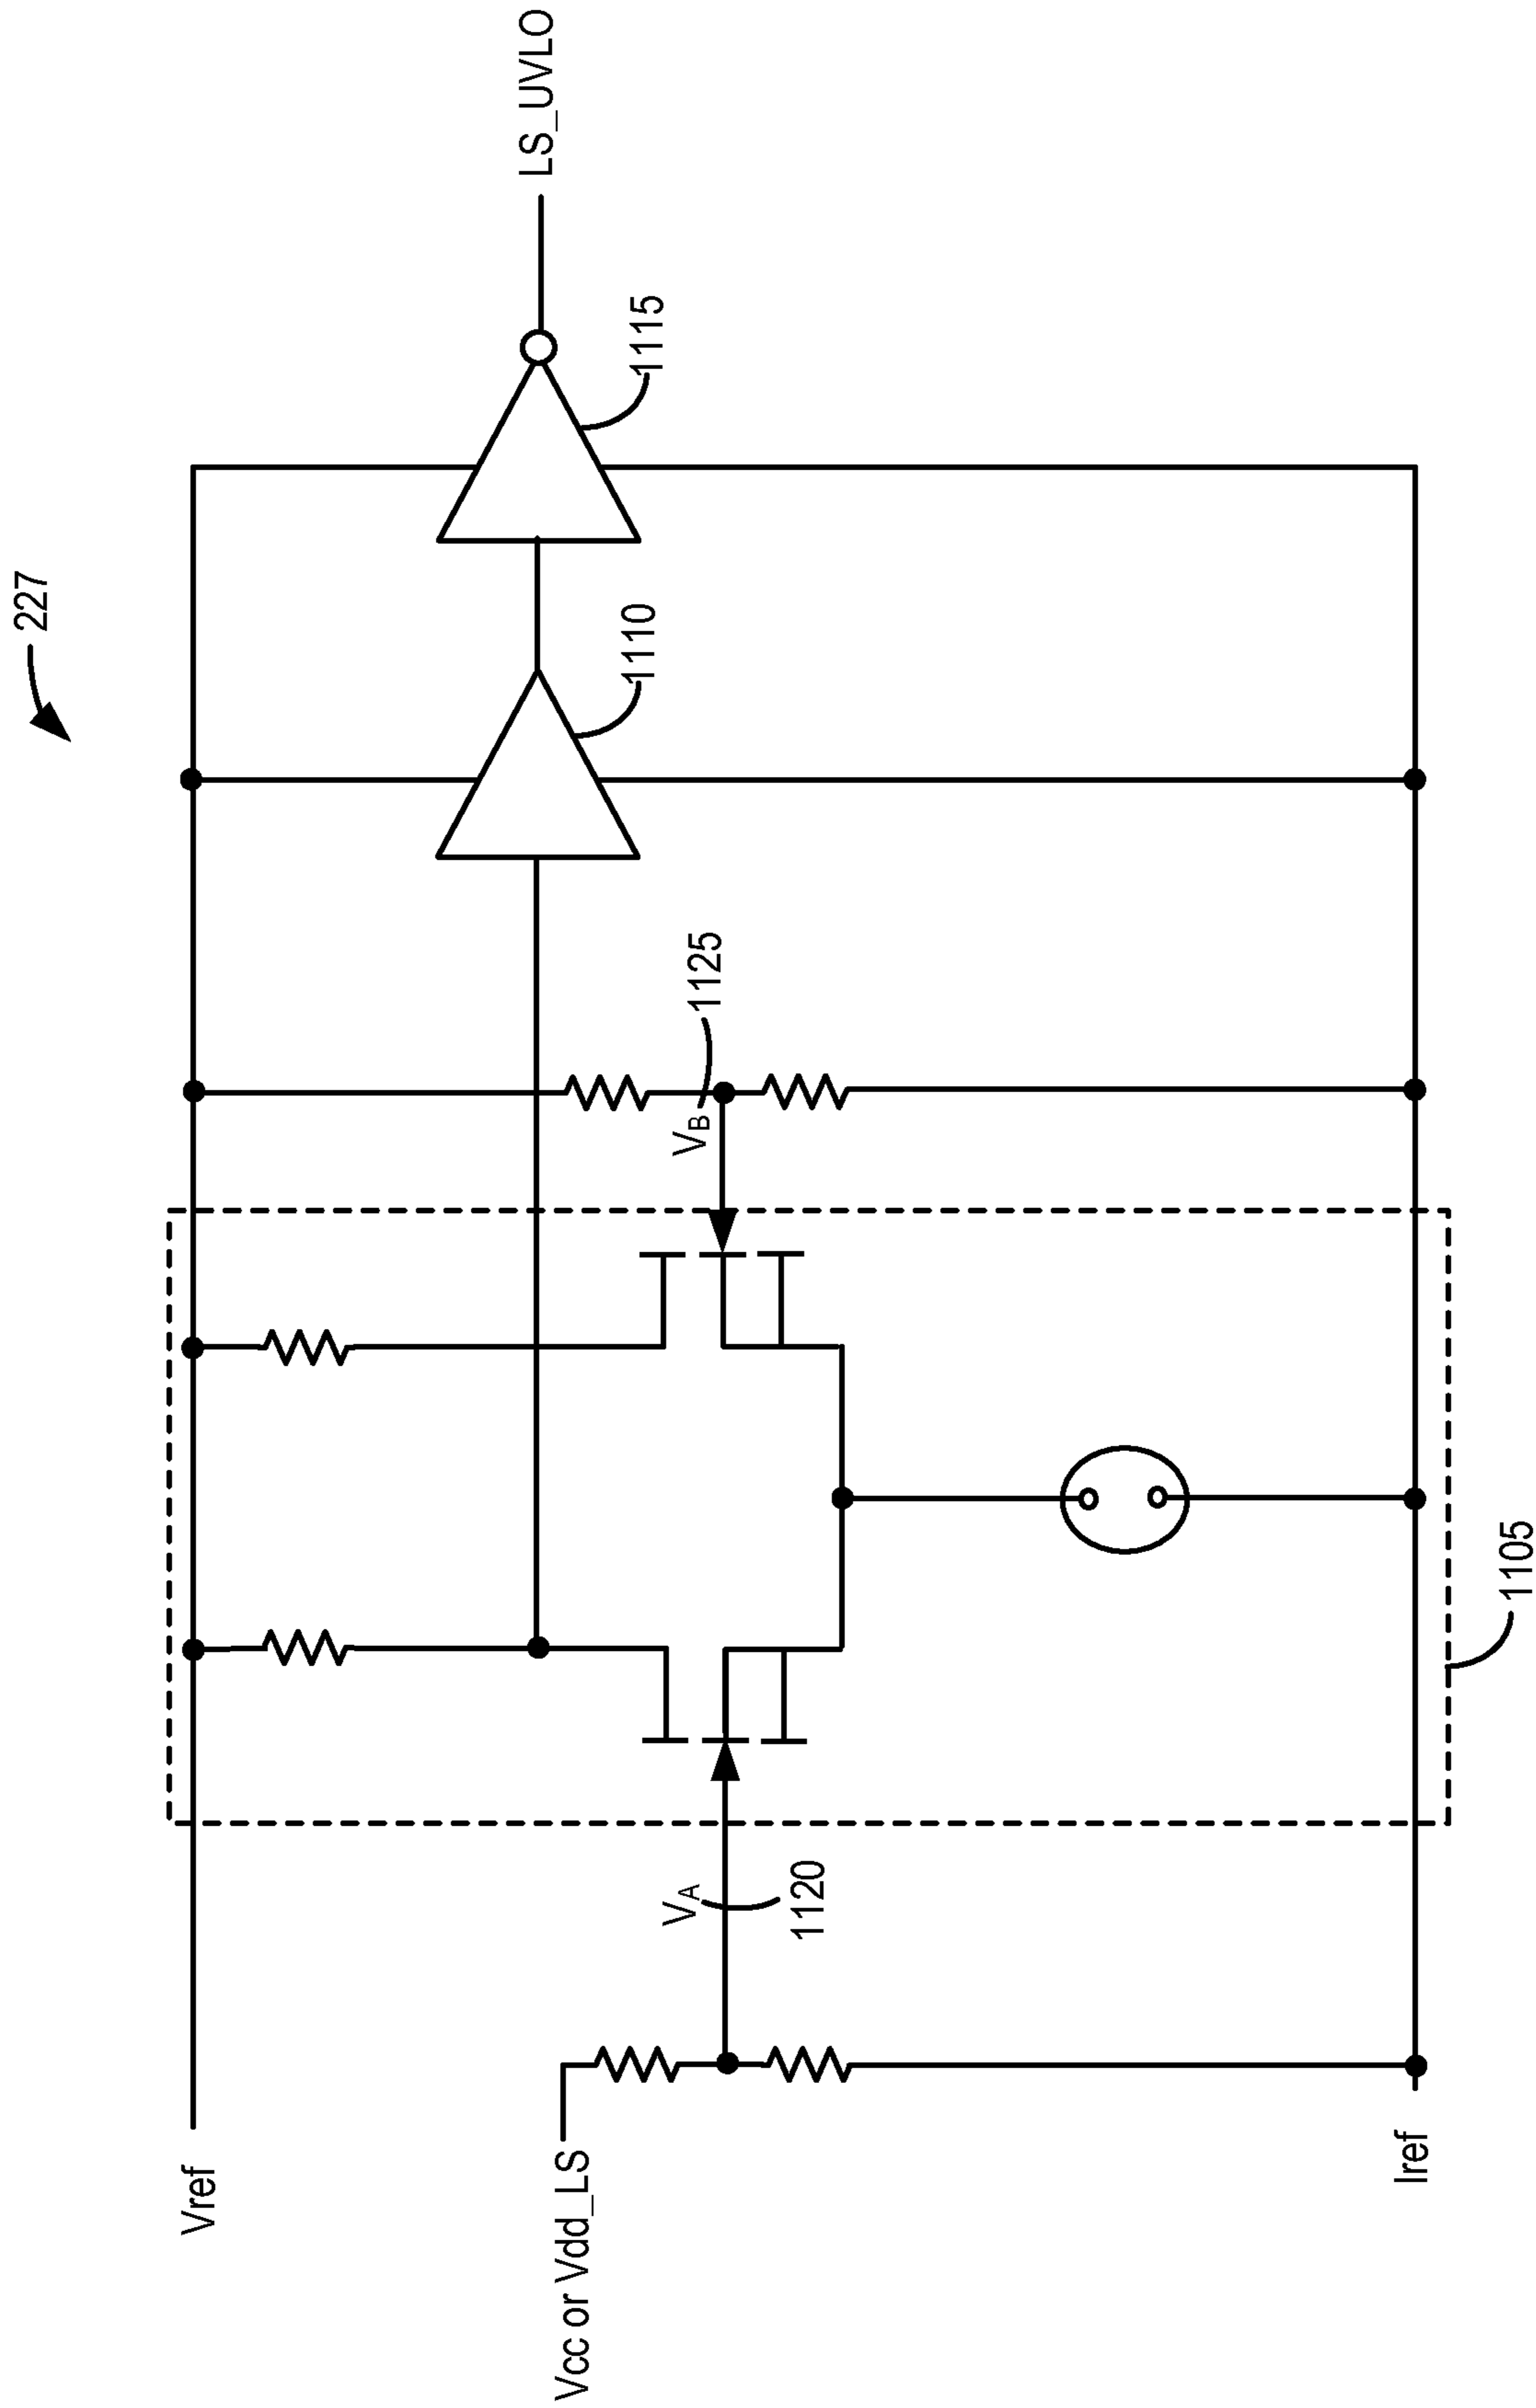 227
Vref
Vcc or Vdd_LS
Iref
VA
1120
1105
VB
1125
1110
1115
LS_UVLO